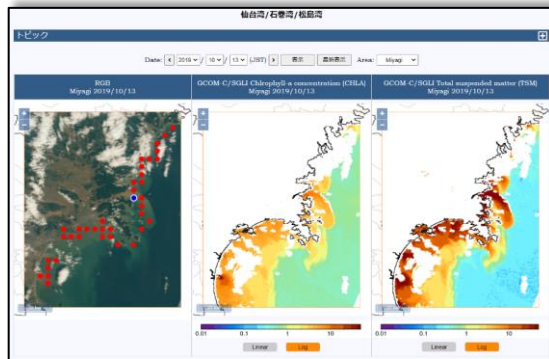 仙台湾/石巻湾/松島湾
トピック
Date: 2019 / 10 / 13 (JST) 表示 最新表示 Area: Miyagi
RGB
Miyagi 2019/10/13
GCOM-C/SGLI Chlrophyll-a concentration (CHLA)
Miyagi 2019/10/13
GCOM-C/SGLI Total suspended matter (TSM)
Miyagi 2019/10/13
0.01 0.1 1 10
Linear Log
0.01 0.1 1 10
Linear Log